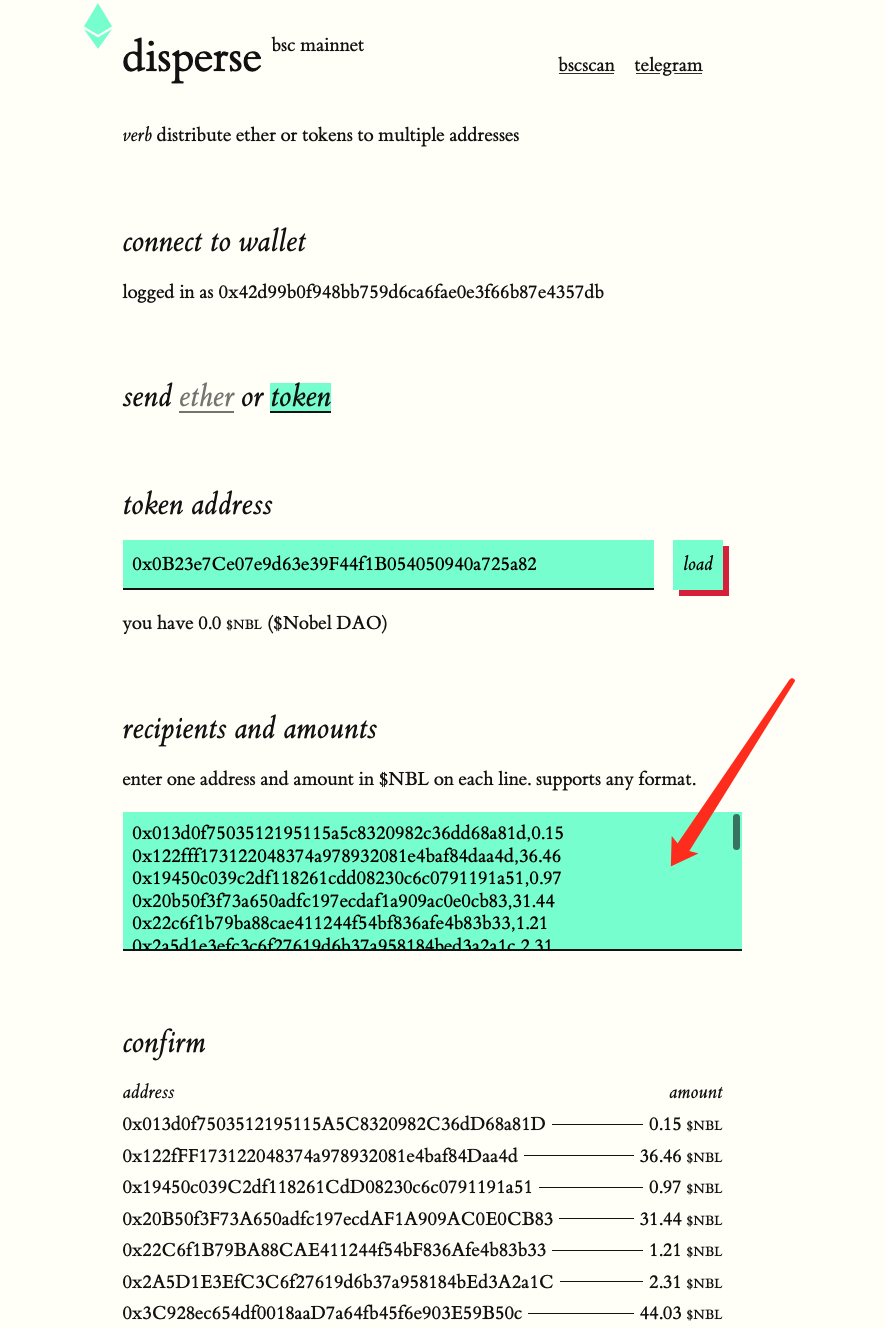 disperse bsc mainnet
bscscan telegram
verb distribute ether or tokens to multiple addresses
connect to wallet
logged in as 0x42d99b0f948bb759d6ca6fae0e3f66b87e4357db
send ether or token
token address
0x0B23e7Ce07e9d63e39F44f1B054050940a725a82 load
you have 0.0 $NBL ($Nobel DAO)
recipients and amounts
enter one address and amount in $NBL on each line. supports any format.
0x013d0f7503512195115a5c8320982c36dd68a81d,0.15
0x122fff173122048374a978932081e4baf84daa4d,36.46
0x19450c039c2df118261cdd08230c6c0791191a51,0.97
0x20b50f3f73a650adfc197ecdaf1a909ac0e0cb83,31.44
0x22c6f1b79ba88cae411244f54bf836afe4b83b33,1.21
0x2a5d1e3efc3c6f27619d6b37a958184bed3a2a1c,2.31
confirm
address amount
0x013d0f7503512195115A5C8320982C36dD68a81D 0.15 $NBL
0x122fFF173122048374a978932081e4baf84Daa4d 36.46 $NBL
0x19450c039C2df118261CdD08230c6c0791191a51 0.97 $NBL
0x20B50f3F73A650adfc197ecdAF1A909AC0E0CB83 31.44 $NBL
0x22C6f1B79BA88CAE411244f54bF836Afe4b83b33 1.21 $NBL
0x2A5D1E3EfC3C6f27619d6b37a958184bEd3A2a1C 2.31 $NBL
0x3C928ec654df0018aaD7a64fb45f6e903E59B50c 44.03 $NBL